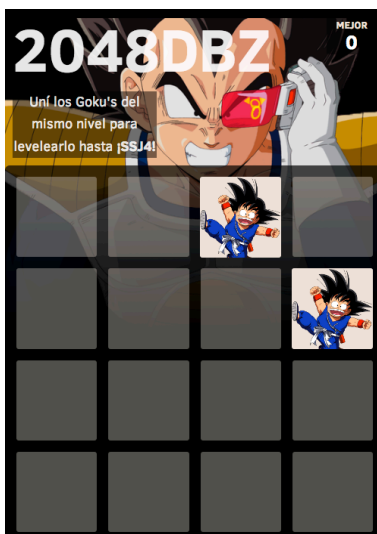 2048DBZ
MEJOR
0
Uní los Goku's del
mismo nivel para
levelearlo hasta ¡SSJ4!